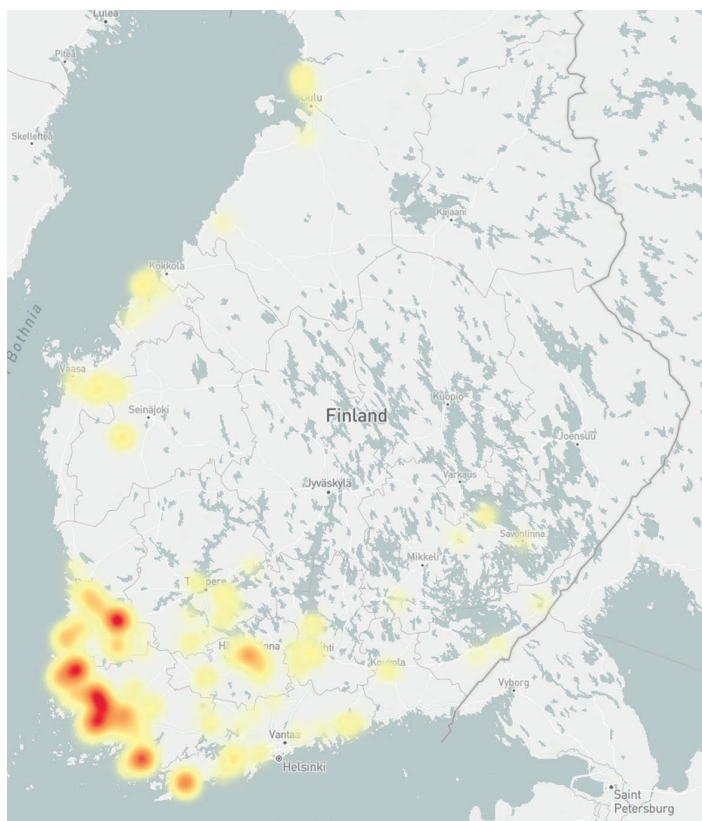 Luleå
Piteå
Skellefteå
Oulu
Kajaani
Kokkola
Bothnia
Vaasa
Seinäjoki
Finland
Kuopio
Joensuu
Jyväskylä
Varkaus
Savonlinna
Mikkeli
Kouvola
Vyborg
Vantaa
Helsinki
Saint
Petersburg